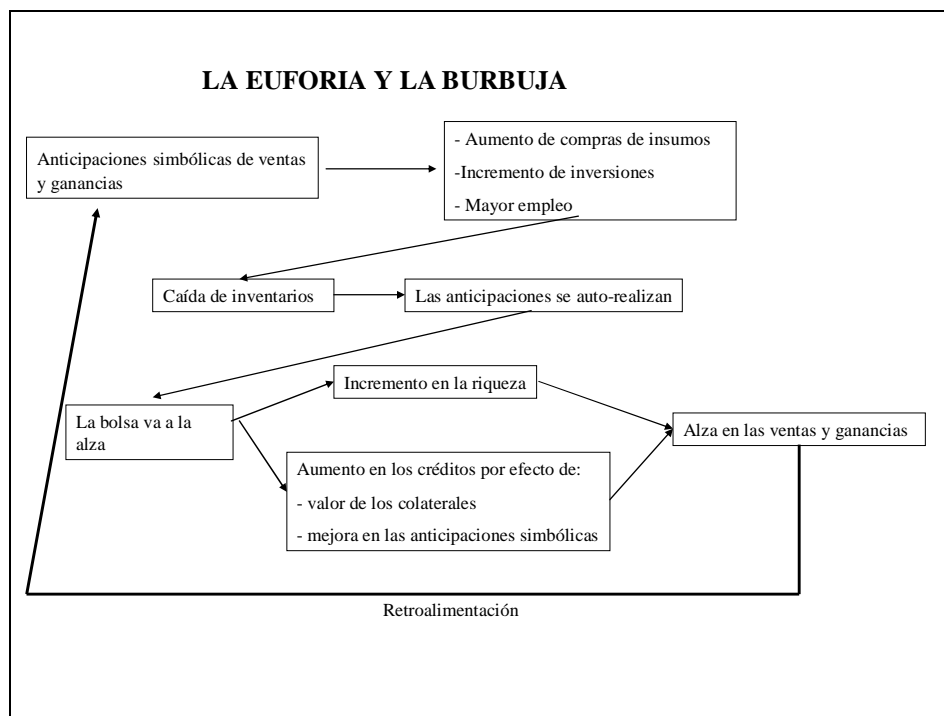 LA EUFORIA Y LA BURBUJA
Anticipaciones simbólicas de ventas
y ganancias
- Aumento de compras de insumos
-Incremento de inversiones
- Mayor empleo
Caída de inventarios
Las anticipaciones se auto-realizan
Incremento en la riqueza
La bolsa va a la
alza
Alza en las ventas y ganancias
Aumento en los créditos por efecto de:
- valor de los colaterales
- mejora en las anticipaciones simbólicas
Retroalimentación